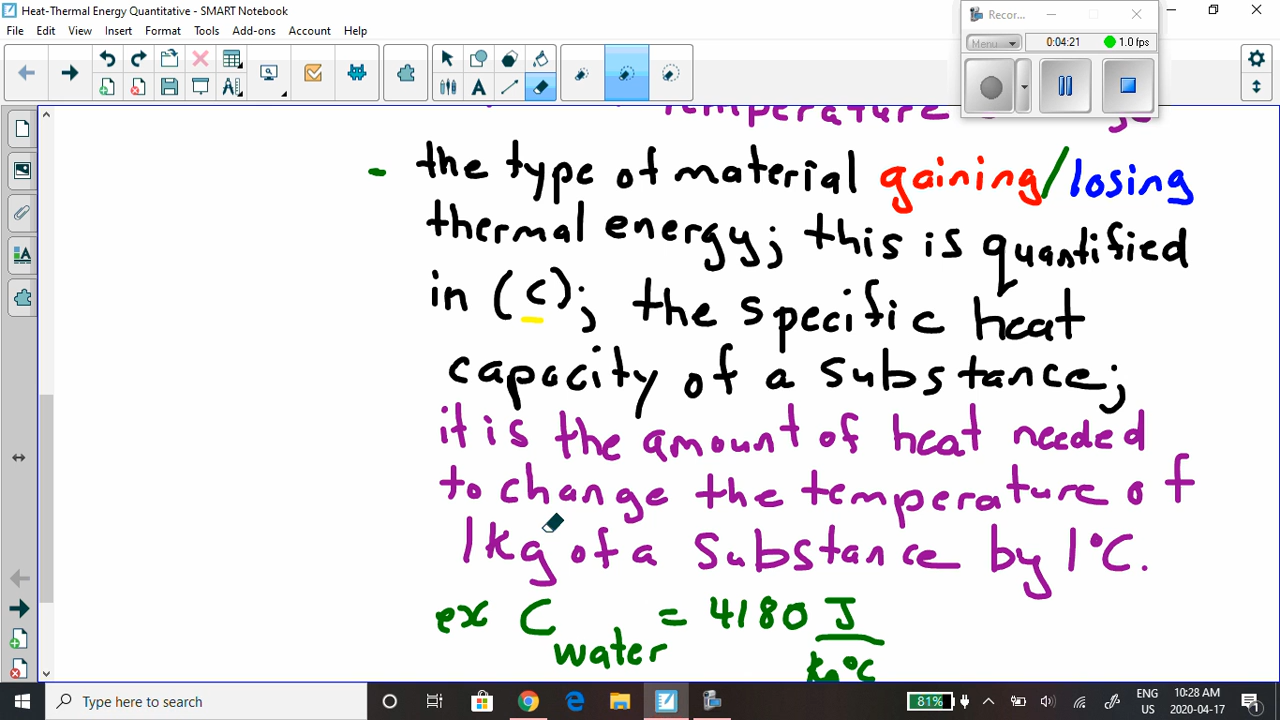 Heat-Thermal Energy Quantitative - SMART Notebook
File Edit View Insert Format Tools Add-ons Account Help
Recor...
Menu 0:04:21 1.0 fps
temperature
- the type of material gaining/losing
thermal energy; this is quantified
in (C); the specific heat
capacity of a substance;
it is the amount of heat needed
to change the temperature of
1kg of a substance by 1°C.
ex C water = 4180 J
kg°C
Type here to search
81%
ENG
US
10:28 AM
2020-04-17
1